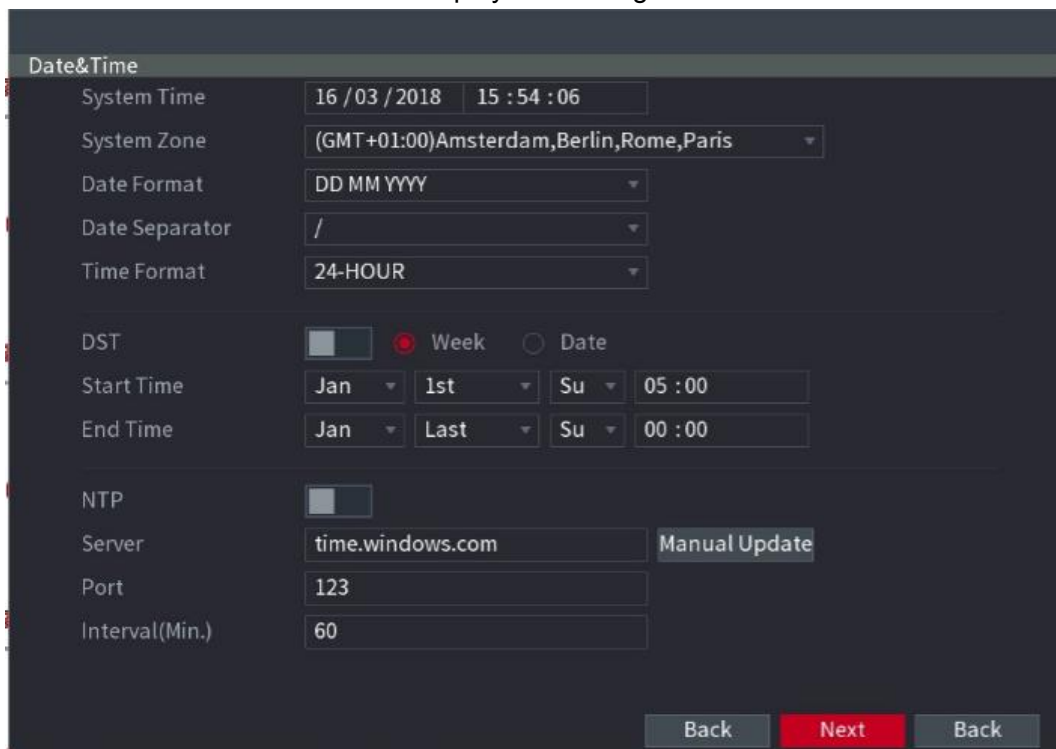 Date&Time
System Time 16 / 03 / 2018 15 : 54 : 06
System Zone (GMT+01:00)Amsterdam,Berlin,Rome,Paris
Date Format DD MM YYYY
Date Separator /
Time Format 24-HOUR
DST Week Date
Start Time Jan 1st Su 05 : 00
End Time Jan Last Su 00 : 00
NTP
Server time.windows.com Manual Update
Port 123
Interval(Min.) 60
Back Next Back